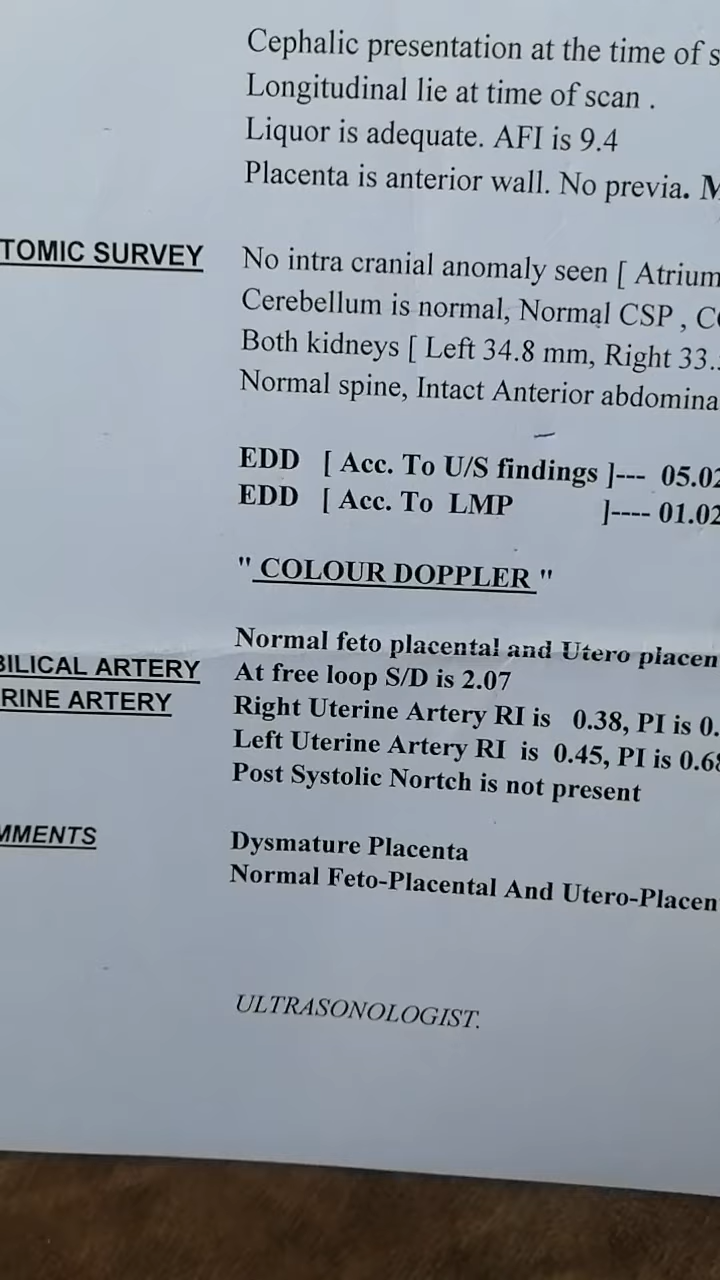 Cephalic presentation at the time of s
Longitudinal lie at time of scan .
Liquor is adequate. AFI is 9.4
Placenta is anterior wall. No previa. M
TOMIC SURVEY No intra cranial anomaly seen [ Atrium
Cerebellum is normal, Normal CSP , C
Both kidneys [ Left 34.8 mm, Right 33.
Normal spine, Intact Anterior abdomina
EDD [ Acc. To U/S findings ]--- 05.02
EDD [ Acc. To LMP ]---- 01.02
" COLOUR DOPPLER "
Normal feto placental and Utero placen
BILICAL ARTERY At free loop S/D is 2.07
RINE ARTERY Right Uterine Artery RI is 0.38, PI is 0.
Left Uterine Artery RI is 0.45, PI is 0.68
Post Systolic Nortch is not present
MMENTS Dysmature Placenta
Normal Feto-Placental And Utero-Placen
ULTRASONOLOGIST.